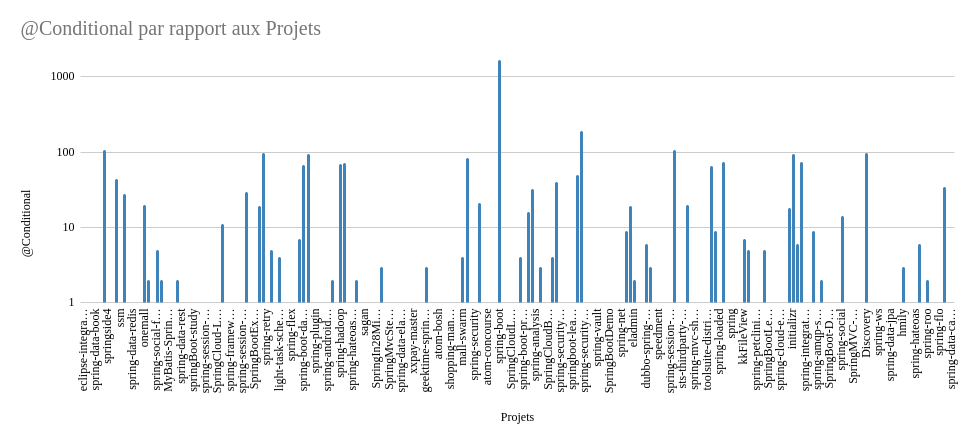 @Conditional par rapport aux Projets
1000
100
10
1
@Conditional
eclipse-integra…
spring-data-book
springside4
ssm
spring-data-redis
onemall
spring-social-f…
MyBatis-Sprin…
spring-data-rest
springBoot-study
spring-session-…
SpringCloud-L…
spring-framew…
spring-session-…
SpringBootEx…
spring-retry
light-task-sche…
spring-flex
spring-boot-da…
spring-plugin
spring-android…
spring-hadoop
spring-hateoas…
sagan
SpringIn28Mi…
SpringMvcSte…
spring-data-ela…
xxpay-master
geektime-sprin…
atom-bosh
shopping-man…
mall-swarm
spring-security
atom-concourse
spring-boot
SpringCloudL…
spring-boot-pr…
spring-analysis
SpringCloudB…
spring-security…
springboot-lea…
spring-security…
spring-vault
SpringBootDemo
spring-net
eladmin
dubbo-spring-…
speediment
spring-session-…
sts-thirdparty-…
spring-mvc-sh…
toolsuite-distri…
spring-loaded
spring
kkFileView
spring-petclini…
SpringBootLe…
spring-cloud-e…
initializr
spring-integrat…
spring-amqp-s…
SpringBoot-D…
spring-social
SpringMVC-…
Discovery
spring-ws
spring-data-jpa
hmily
spring-hateoas
spring-roo
spring-flo
spring-data-ca…
Projets